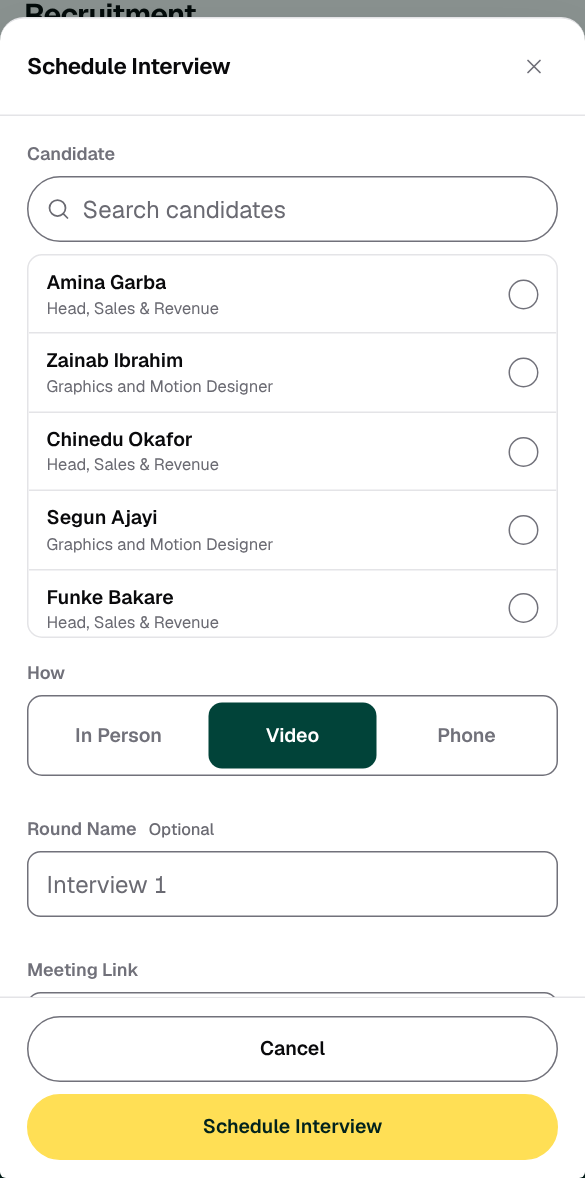 Recruitment
Schedule Interview
Candidate
Search candidates
Amina Garba
Head, Sales & Revenue
Zainab Ibrahim
Graphics and Motion Designer
Chinedu Okafor
Head, Sales & Revenue
Segun Ajayi
Graphics and Motion Designer
Funke Bakare
Head, Sales & Revenue
How
In Person
Video
Phone
Round Name Optional
Interview 1
Meeting Link
Cancel
Schedule Interview